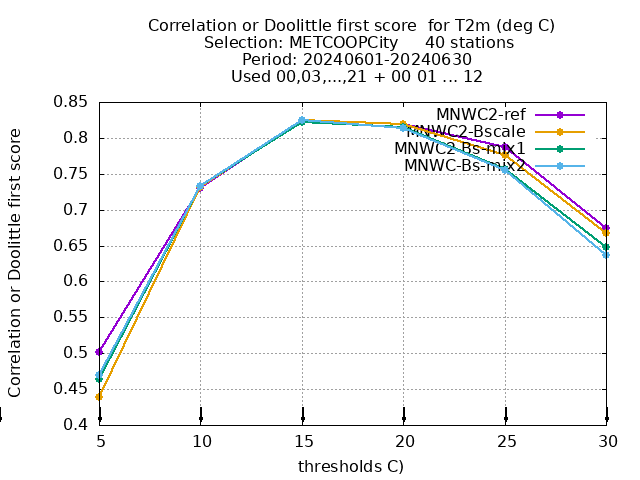 Correlation or Doolittle first score  for T2m (deg C)
Selection: METCOOPCity     40 stations
Period: 20240601-20240630
Used 00,03,...,21 + 00 01 ... 12
Correlation or Doolittle first score
0.85
0.8
0.75
0.7
0.65
0.6
0.55
0.5
0.45
0.4
MNWC2-ref
MNWC2-Bscale
MNWC2-Bs-mix1
MNWC-Bs-mix2
5 10 15 20 25 30
thresholds C)